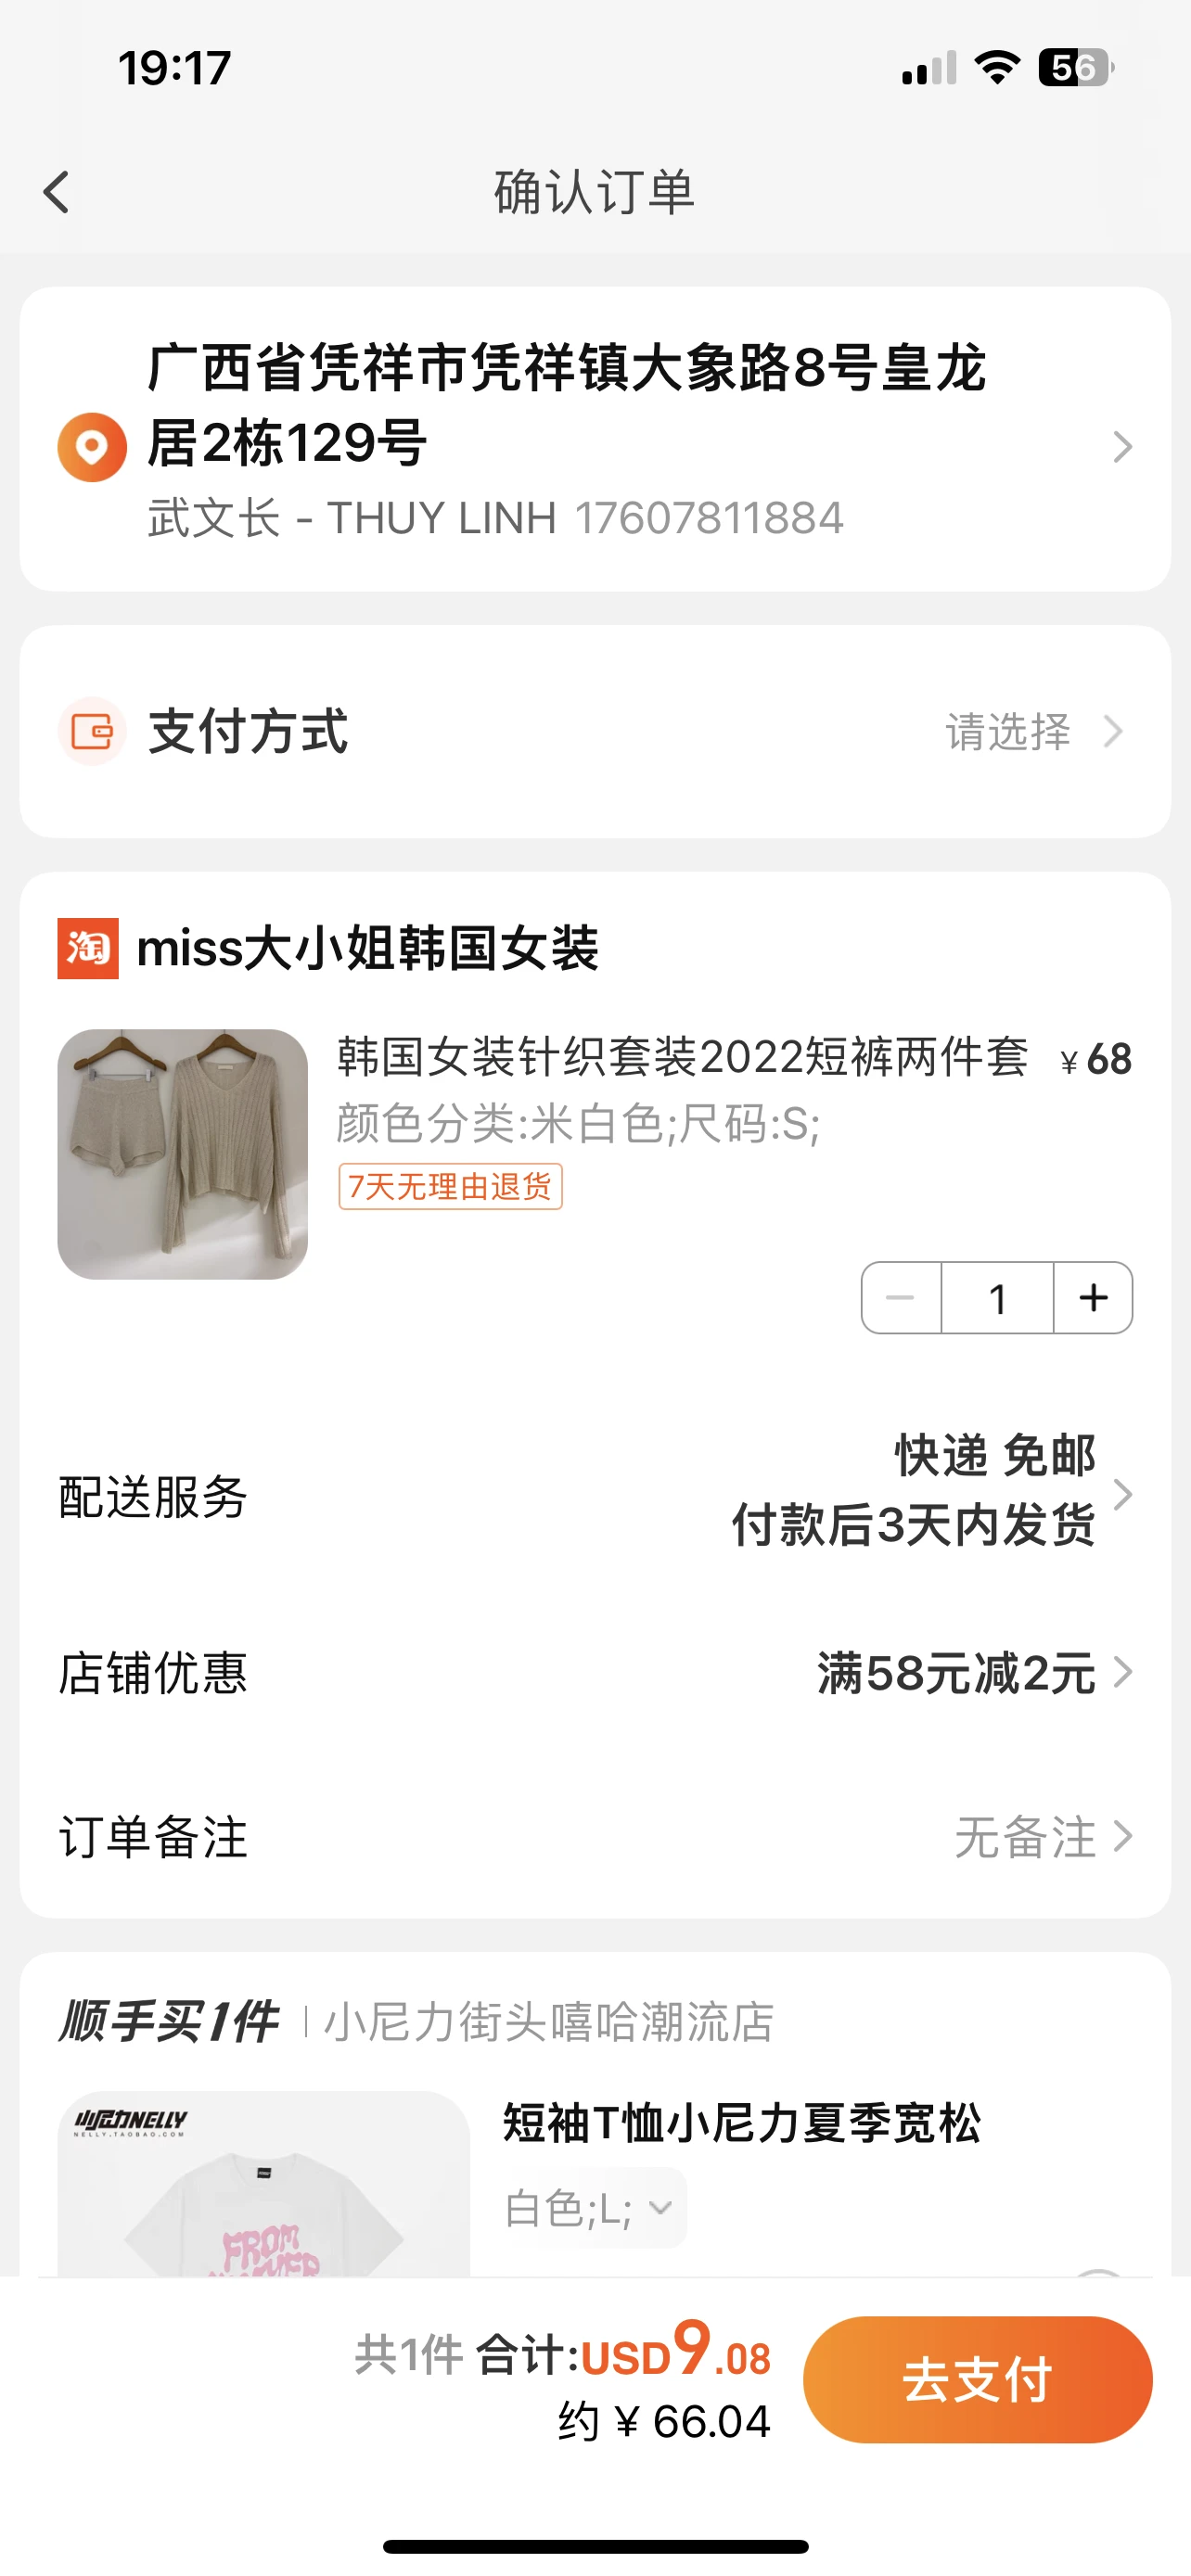 19:17
56
确认订单
广西省凭祥市凭祥镇大象路8号皇龙
居2栋129号
武文长 - THUY LINH 17607811884
支付方式 请选择
淘 miss大小姐韩国女装
韩国女装针织套装2022短裤两件套 ¥68
颜色分类:米白色;尺码:S;
7天无理由退货
1
配送服务
快递 免邮
付款后3天内发货
店铺优惠 满58元减2元
订单备注 无备注
顺手买1件 小尼力街头嘻哈潮流店
小尼力NELLY
NELLY.TAOBAO.COM
短袖T恤小尼力夏季宽松
白色;L;
FROM
共1件 合计:USD9.08
约 ¥ 66.04
去支付